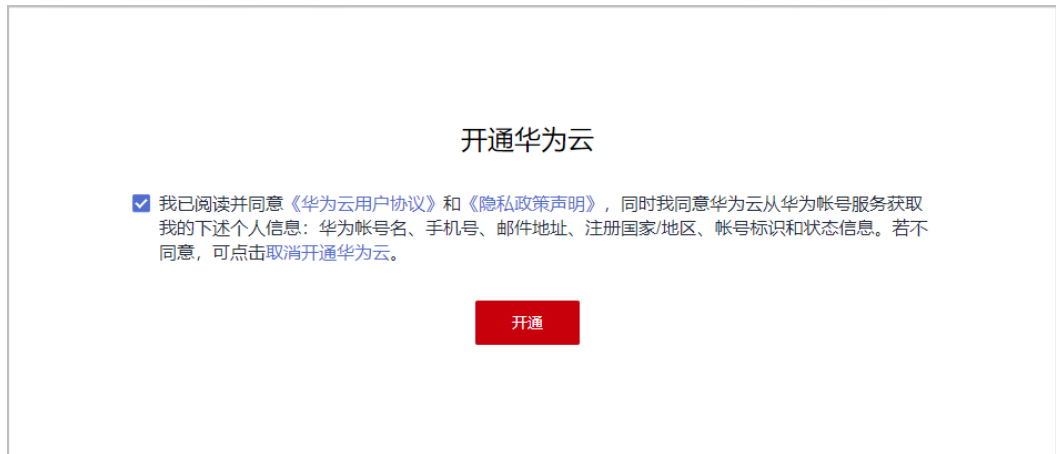 开通华为云
我已阅读并同意《华为云用户协议》和《隐私政策声明》，同时我同意华为云从华为帐号服务获取
我的下述个人信息：华为帐号名、手机号、邮件地址、注册国家/地区、帐号标识和状态信息。若不
同意，可点击取消开通华为云。
开通